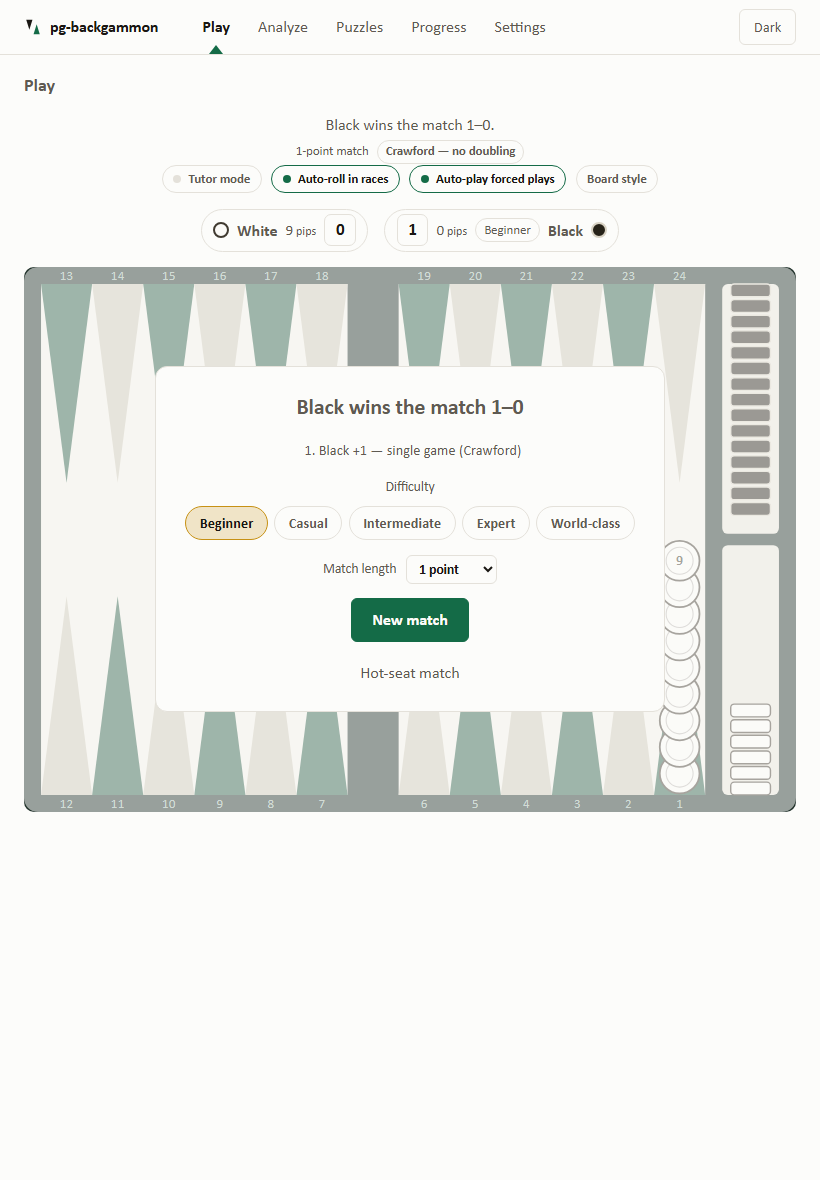 pg-backgammon Play Analyze Puzzles Progress Settings Dark
Play
Black wins the match 1–0.
1-point match Crawford — no doubling
Tutor mode Auto-roll in races Auto-play forced plays Board style
White 9 pips 0 1 0 pips Beginner Black
13 14 15 16 17 18 19 20 21 22 23 24
Black wins the match 1–0
1. Black +1 — single game (Crawford)
Difficulty
Beginner Casual Intermediate Expert World-class
9
Match length 1 point
New match
Hot-seat match
12 11 10 9 8 7 6 5 4 3 2 1